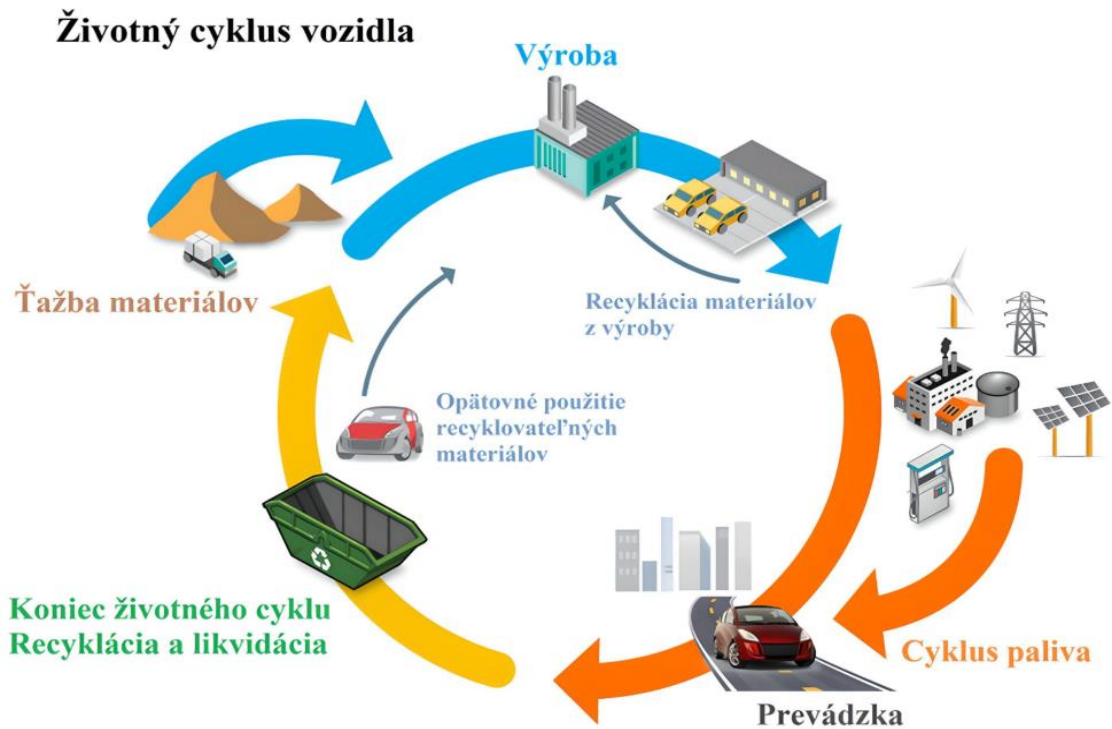 Životný cyklus vozidla
Výroba
Ťažba materiálov
Recyklácia materiálov
z výroby
Opätovné použitie
recyklovateľných
materiálov
Koniec životného cyklu
Recyklácia a likvidácia
Cyklus paliva
Prevádzka